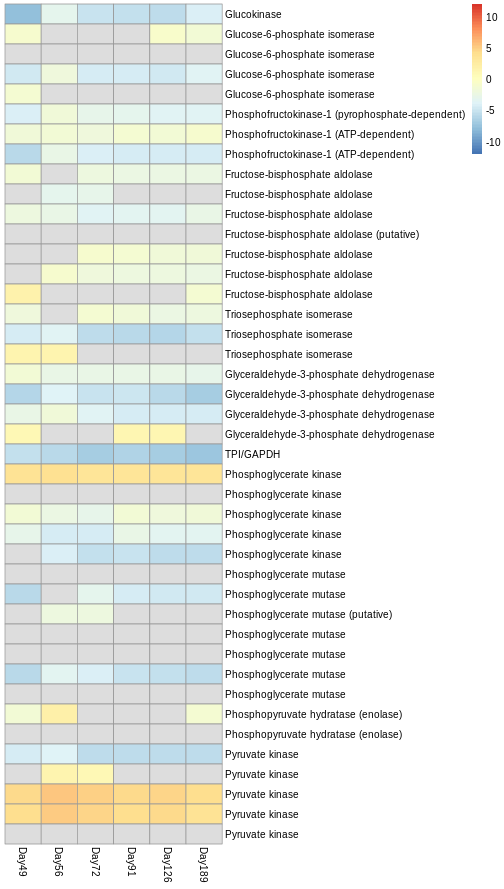 Glucokinase
Glucose-6-phosphate isomerase
Glucose-6-phosphate isomerase
Glucose-6-phosphate isomerase
Glucose-6-phosphate isomerase
Phosphofructokinase-1 (pyrophosphate-dependent)
Phosphofructokinase-1 (ATP-dependent)
Phosphofructokinase-1 (ATP-dependent)
Fructose-bisphosphate aldolase
Fructose-bisphosphate aldolase
Fructose-bisphosphate aldolase
Fructose-bisphosphate aldolase (putative)
Fructose-bisphosphate aldolase
Fructose-bisphosphate aldolase
Fructose-bisphosphate aldolase
Triosephosphate isomerase
Triosephosphate isomerase
Triosephosphate isomerase
Glyceraldehyde-3-phosphate dehydrogenase
Glyceraldehyde-3-phosphate dehydrogenase
Glyceraldehyde-3-phosphate dehydrogenase
Glyceraldehyde-3-phosphate dehydrogenase
TPI/GAPDH
Phosphoglycerate kinase
Phosphoglycerate kinase
Phosphoglycerate kinase
Phosphoglycerate kinase
Phosphoglycerate kinase
Phosphoglycerate mutase
Phosphoglycerate mutase
Phosphoglycerate mutase (putative)
Phosphoglycerate mutase
Phosphoglycerate mutase
Phosphoglycerate mutase
Phosphoglycerate mutase
Phosphopyruvate hydratase (enolase)
Phosphopyruvate hydratase (enolase)
Pyruvate kinase
Pyruvate kinase
Pyruvate kinase
Pyruvate kinase
Pyruvate kinase
Day49
Day56
Day72
Day91
Day126
Day189
10
5
0
-5
-10